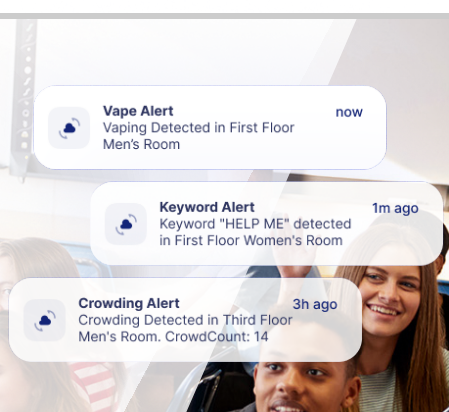 Vape Alert
now
Vaping Detected in First Floor
Men's Room
Keyword Alert
1m ago
Keyword "HELP ME" detected
in First Floor Women's Room
Crowding Alert
3h ago
Crowding Detected in Third Floor
Men's Room. CrowdCount: 14